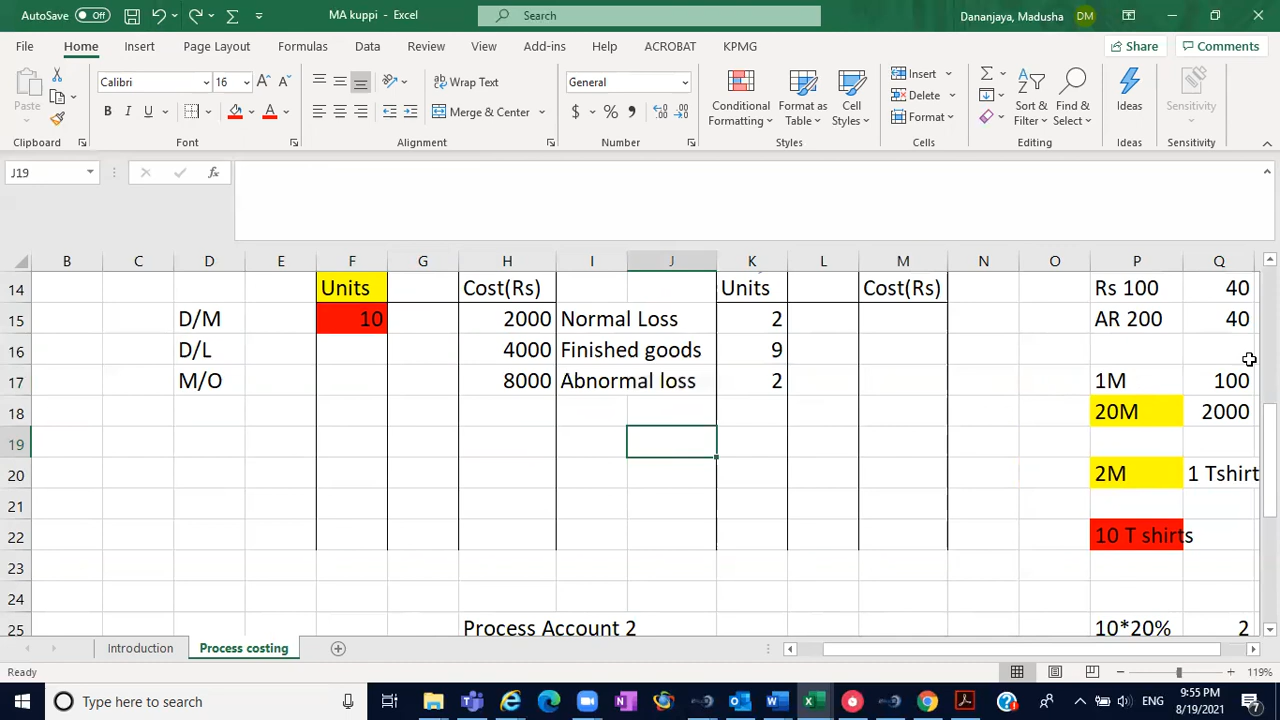 AutoSave Off MA kuppi - Excel Search Dananjaya, Madusha DM
File Home Insert Page Layout Formulas Data Review View Add-ins Help ACROBAT KPMG Share Comments
Paste Calibri 16 A A Wrap Text General Conditional Formatting Format as Table Cell Styles Insert Sort & Filter Find & Select Ideas Sensitivity
B I U A Merge & Center $ % Delete
Format
Clipboard Font Alignment Number Styles Cells Editing Ideas Sensitivity
J19 fx
B C D E F G H I J K L M N O P Q
14 Units Cost(Rs) Units Cost(Rs) Rs 100 40
15 D/M 10 2000 Normal Loss 2 AR 200 40
16 D/L 4000 Finished goods 9
17 M/O 8000 Abnormal loss 2 1M 100
18 20M 2000
19
20 2M 1 Tshirt
21
22 10 T shirts
23
24
25 Process Account 2 10*20% 2
Introduction Process costing
Ready 119%
Type here to search ENG 9:55 PM
8/19/2021 7